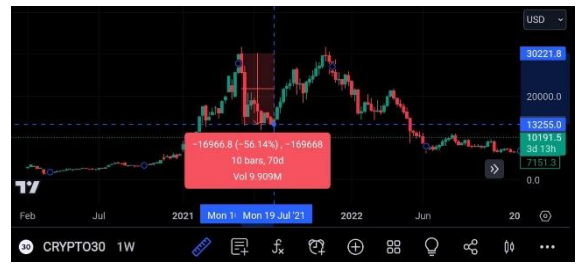 USD
30221.8
20000.0
13255.0
10191.5
3d 13h
7151.3
0.0
−16966.8 (−56.14%) , −169668
10 bars, 70d
Vol 9.909M
Feb Jul 2021 Mon 1 Mon 19 Jul '21 2022 Jun 20
30 CRYPTO30 1W